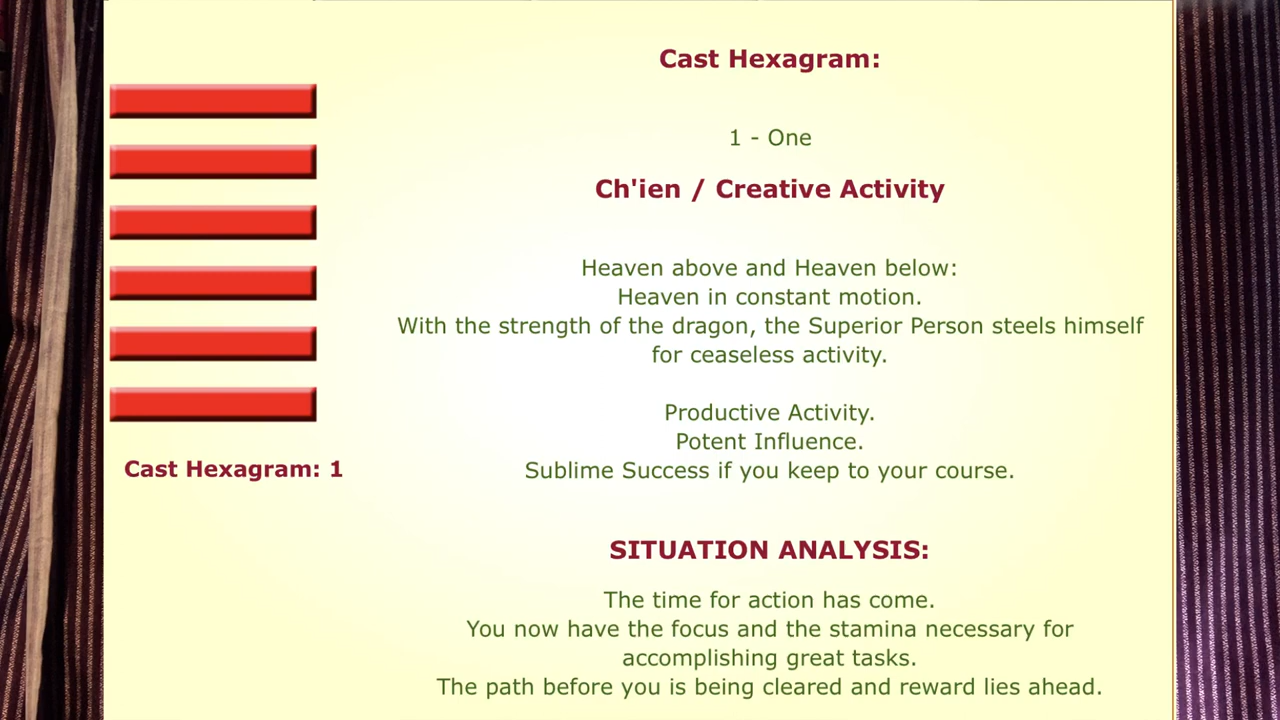 Cast Hexagram:
1 - One
Ch'ien / Creative Activity
Heaven above and Heaven below:
Heaven in constant motion.
With the strength of the dragon, the Superior Person steels himself
for ceaseless activity.
Productive Activity.
Potent Influence.
Sublime Success if you keep to your course.
Cast Hexagram: 1
SITUATION ANALYSIS:
The time for action has come.
You now have the focus and the stamina necessary for
accomplishing great tasks.
The path before you is being cleared and reward lies ahead.